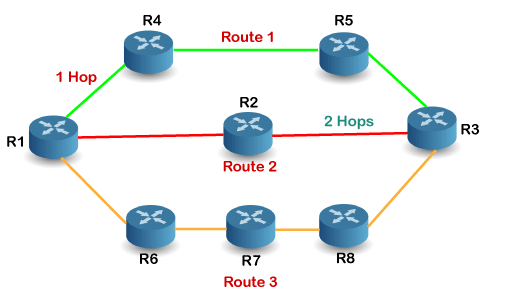 R4
R5
Route 1
1 Hop
R2
2 Hops
R1
R3
Route 2
R6
R7
R8
Route 3